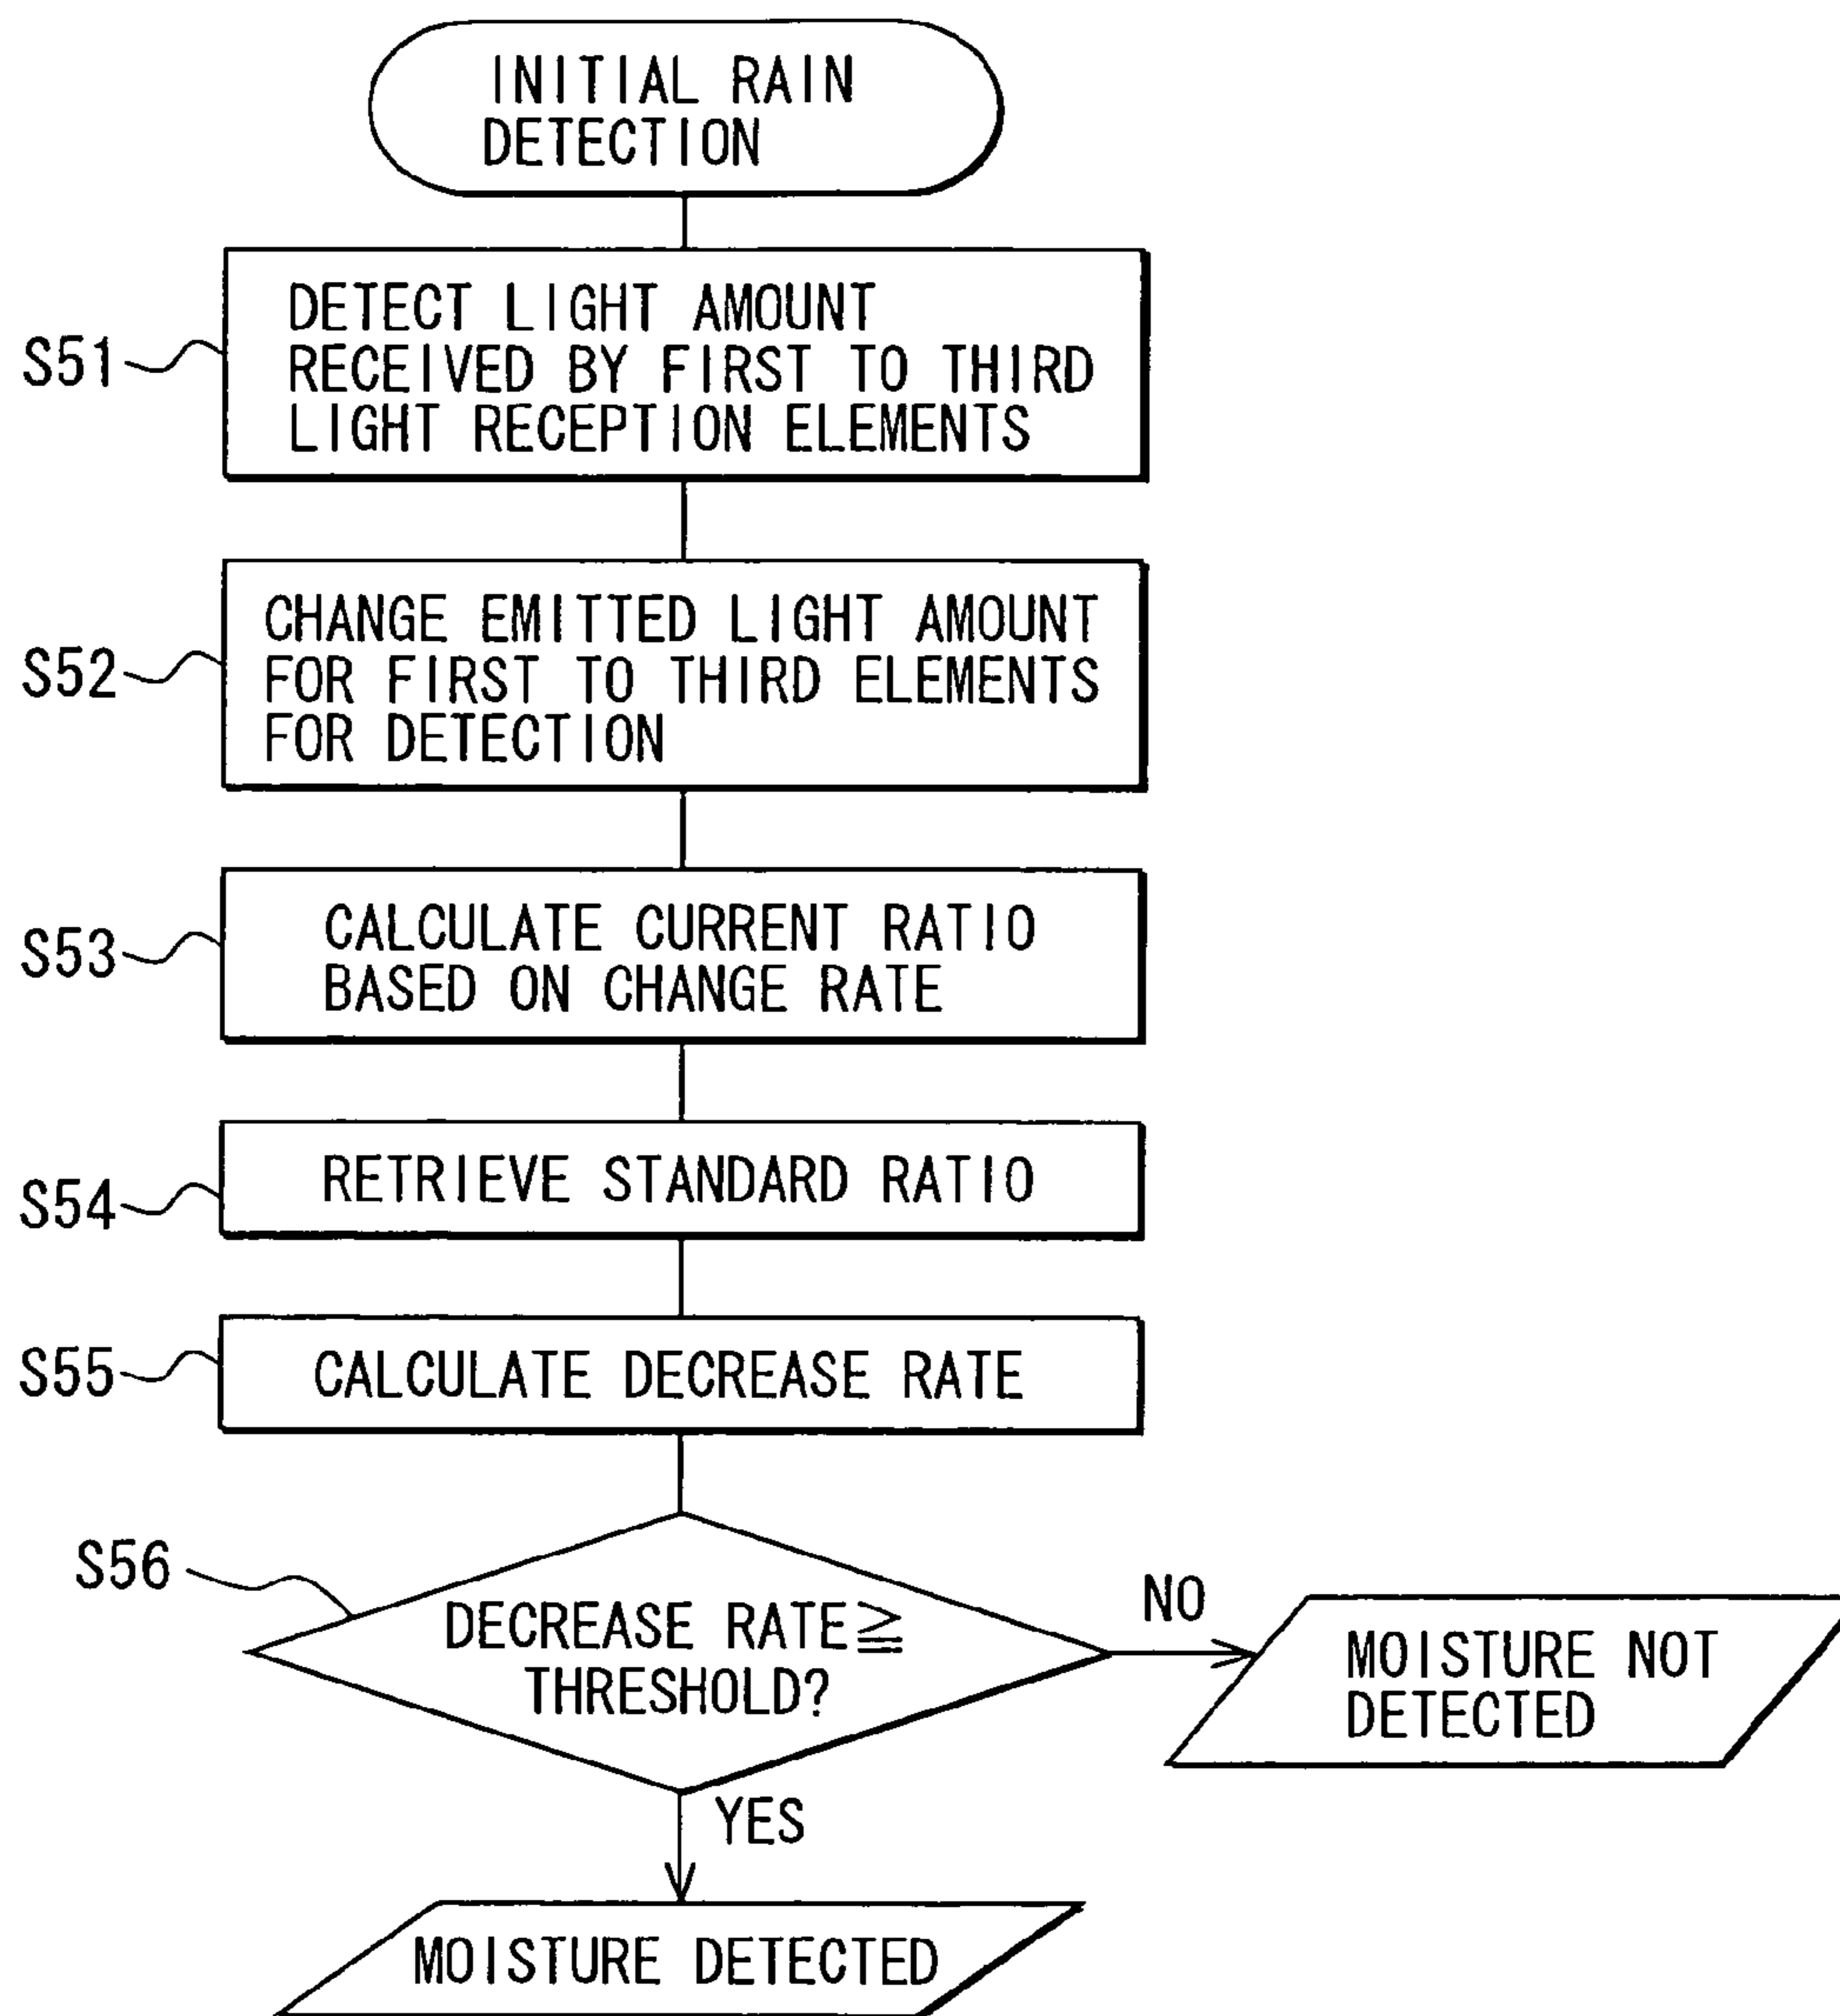 INITIAL RAIN
DETECTION
S51
DETECT LIGHT AMOUNT
RECEIVED BY FIRST TO THIRD
LIGHT RECEPTION ELEMENTS
S52
CHANGE EMITTED LIGHT AMOUNT
FOR FIRST TO THIRD ELEMENTS
FOR DETECTION
S53
CALCULATE CURRENT RATIO
BASED ON CHANGE RATE
S54
RETRIEVE STANDARD RATIO
S55
CALCULATE DECREASE RATE
S56
DECREASE RATE≧
THRESHOLD?
NO
MOISTURE NOT
DETECTED
YES
MOISTURE DETECTED